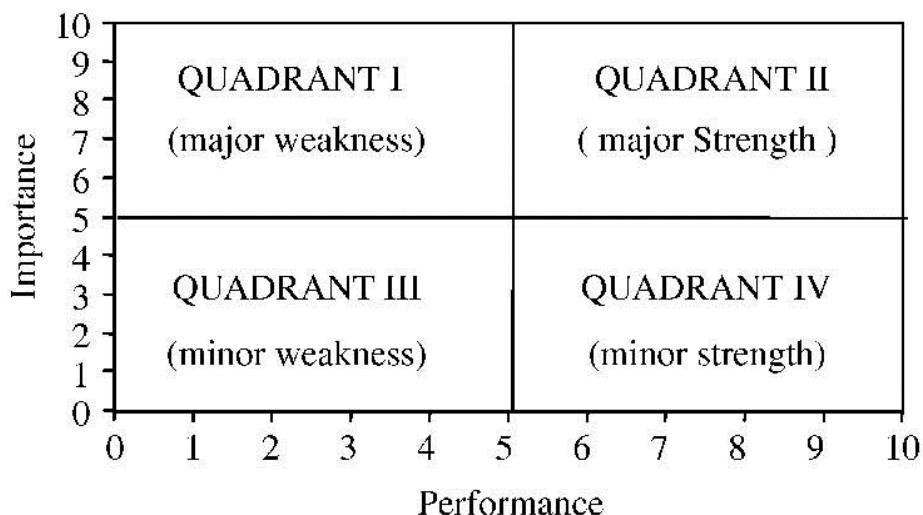 10
9
8
7
6
5
4
3
2
1
0
Importance
QUADRANT I
(major weakness)
QUADRANT II
( major Strength )
QUADRANT III
(minor weakness)
QUADRANT IV
(minor strength)
0 1 2 3 4 5 6 7 8 9 10
Performance